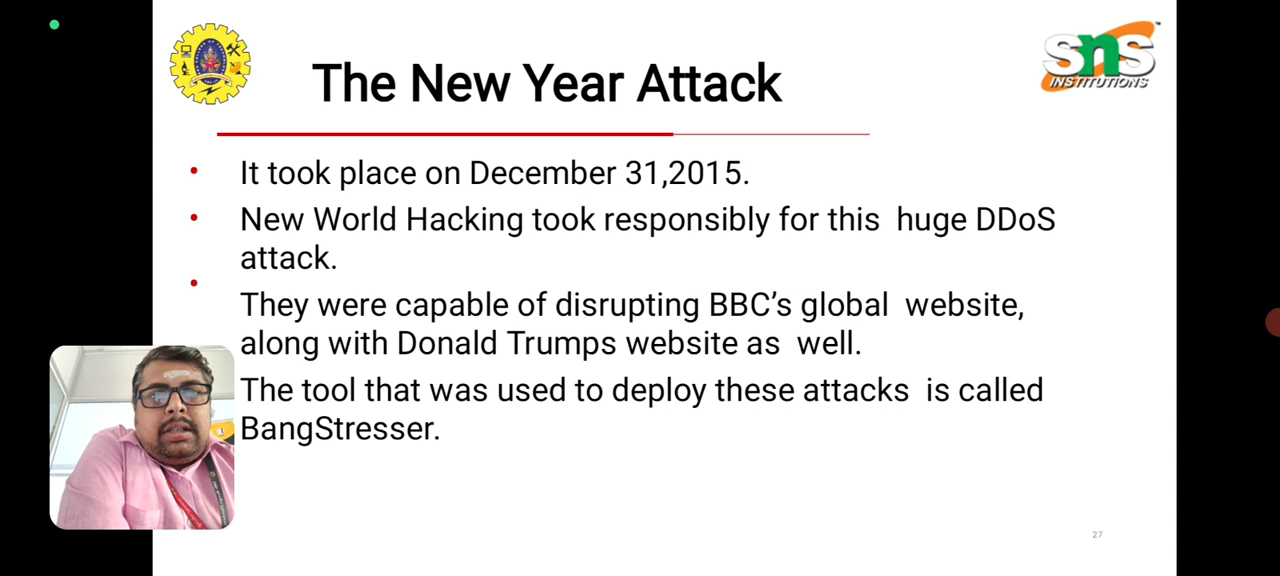 The New Year Attack
SNS
INSTITUTIONS
It took place on December 31,2015.
New World Hacking took responsibly for this huge DDoS
attack.
They were capable of disrupting BBC’s global website,
along with Donald Trumps website as well.
The tool that was used to deploy these attacks is called
BangStresser.
27